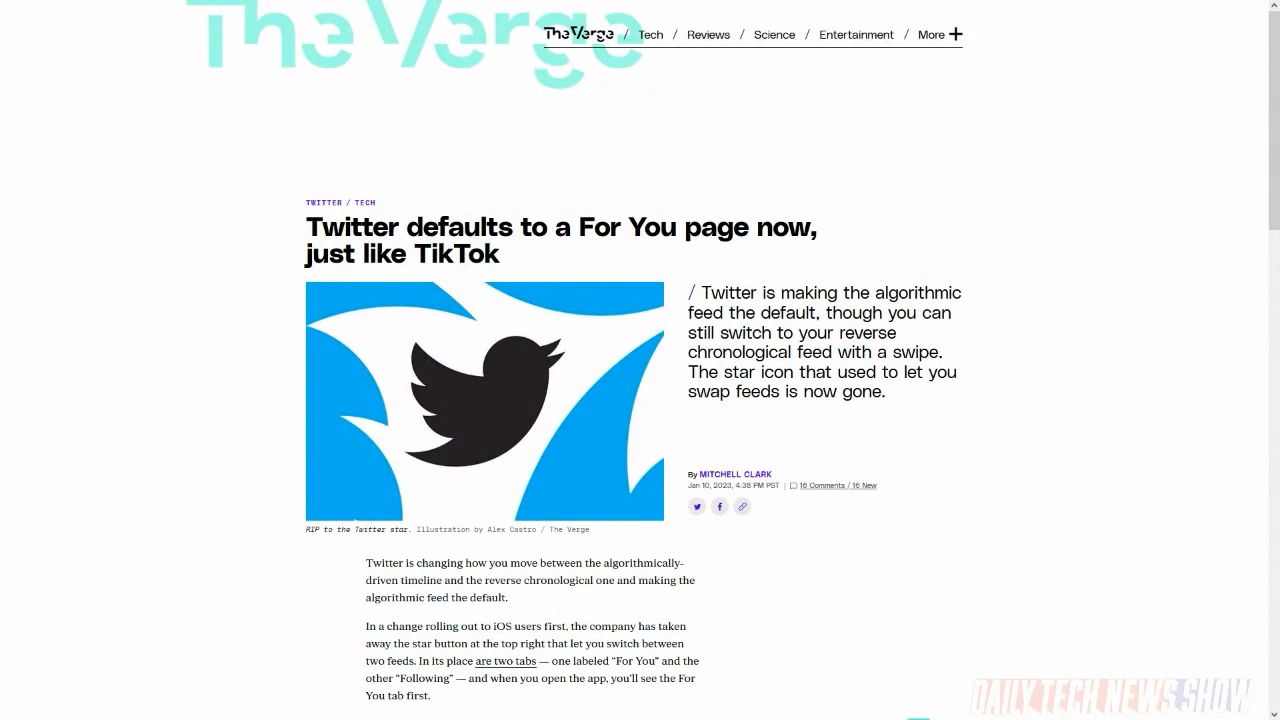 The Verge
The Verge / Tech / Reviews / Science / Entertainment / More +
TWITTER / TECH
Twitter defaults to a For You page now,
just like TikTok
/ Twitter is making the algorithmic
feed the default, though you can
still switch to your reverse
chronological feed with a swipe.
The star icon that used to let you
swap feeds is now gone.
By MITCHELL CLARK
Jan 10, 2023, 4:38 PM PST | 16 Comments / 16 New
RIP to the Twitter star. Illustration by Alex Castro / The Verge
Twitter is changing how you move between the algorithmically-
driven timeline and the reverse chronological one and making the
algorithmic feed the default.
In a change rolling out to iOS users first, the company has taken
away the star button at the top right that let you switch between
two feeds. In its place are two tabs — one labeled “For You” and the
other “Following” — and when you open the app, you’ll see the For
You tab first.
DAILY TECH NEWS SHOW